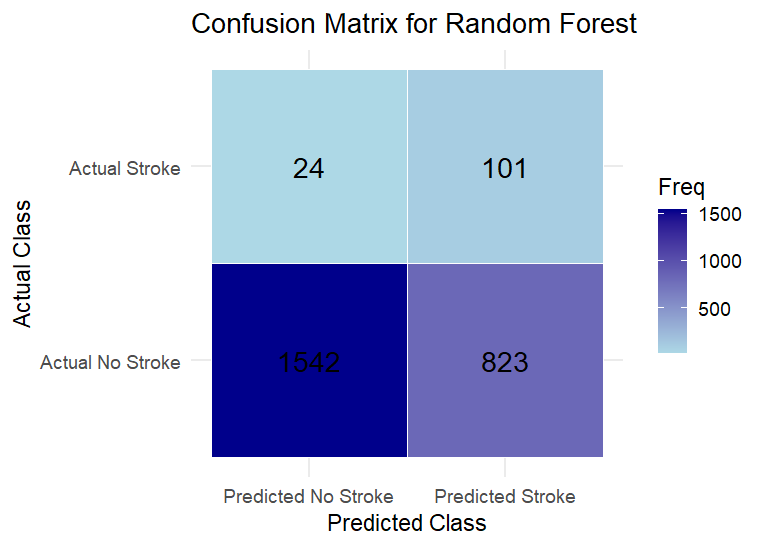 Confusion Matrix for Random Forest
Actual Class
Actual Stroke
24 101
Actual No Stroke
1542 823
Predicted No Stroke Predicted Stroke
Predicted Class
Freq
1500
1000
500